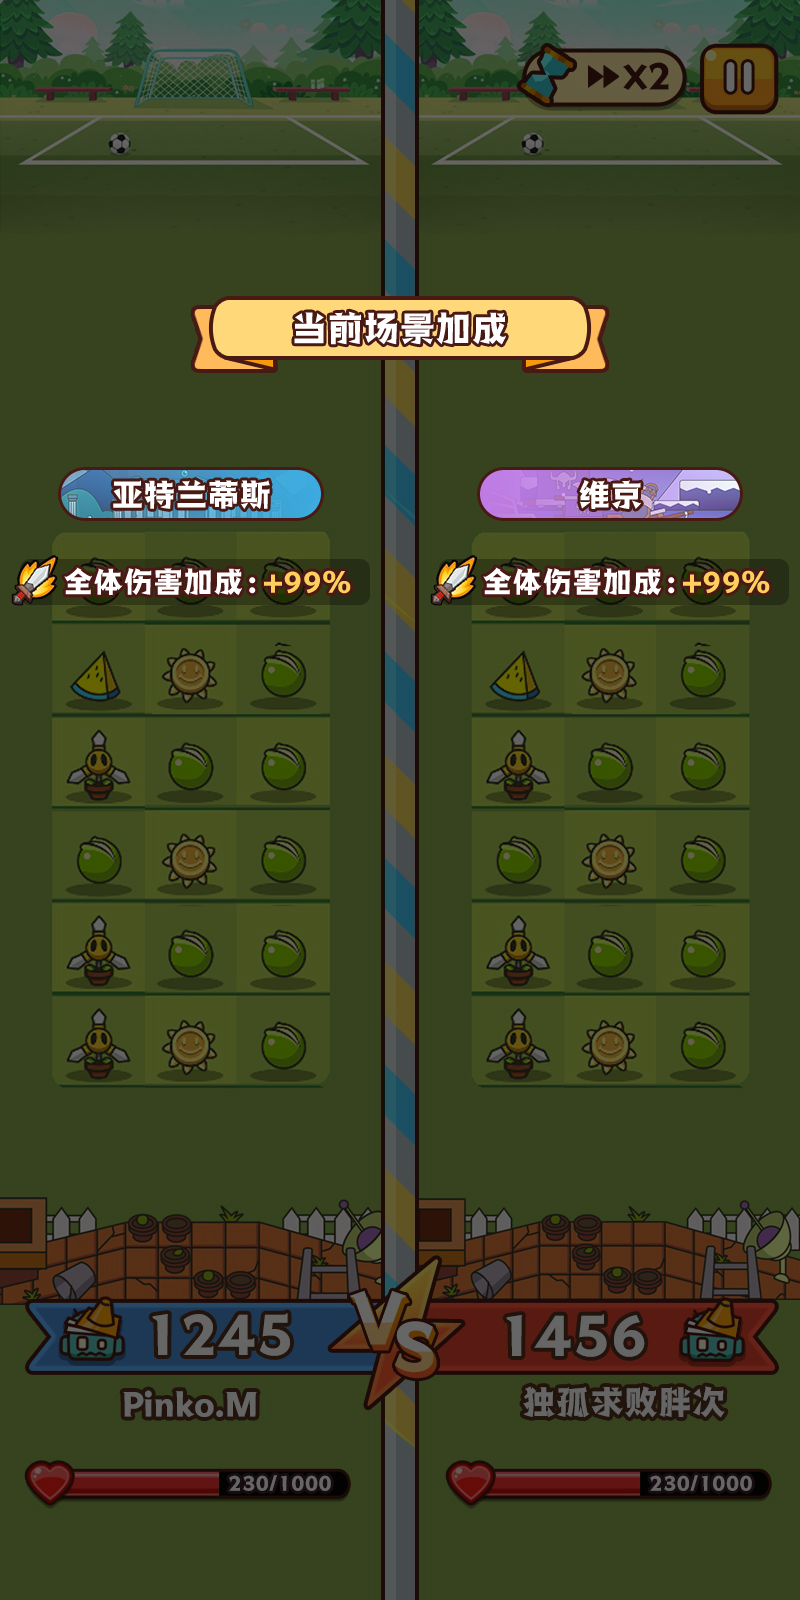 X2
当前场景加成
亚特兰蒂斯
维京
全体伤害加成:+99%
全体伤害加成:+99%
1245
VS
1456
Pinko.M
独孤求败胖次
230/1000
230/1000